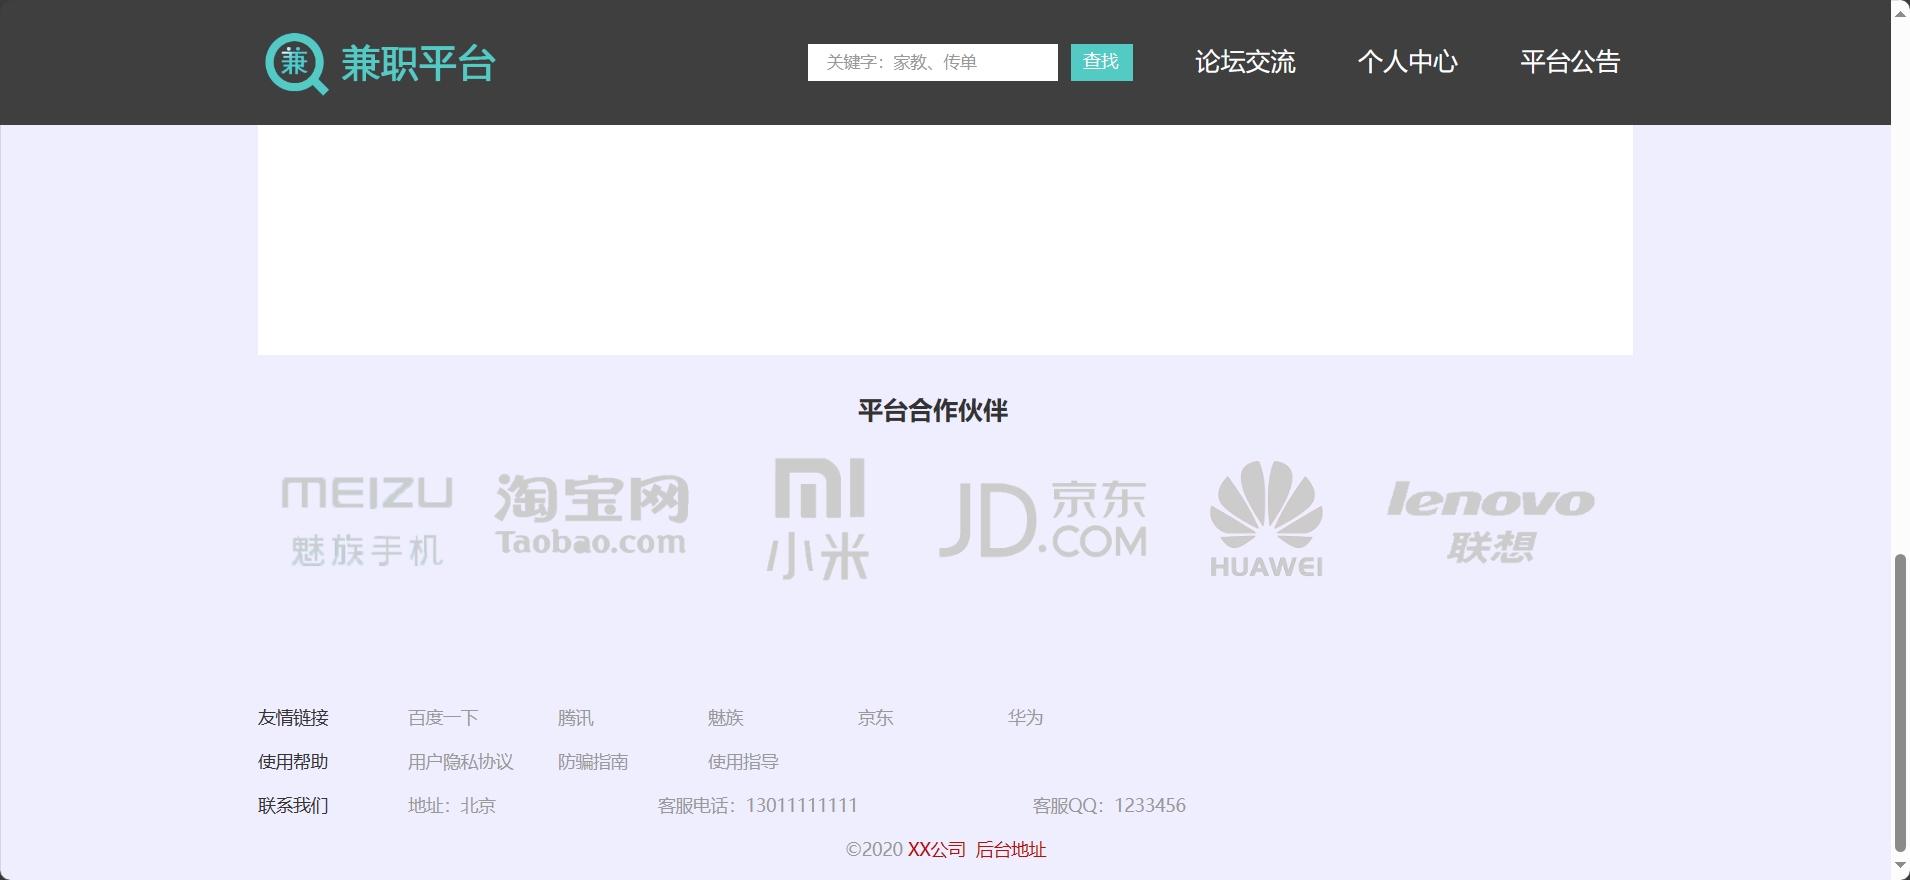 兼 兼职平台 关键字：家教、传单 查找 论坛交流 个人中心 平台公告
平台合作伙伴
MEIZU
魅族手机
淘宝网
Taobao.com
MI
小米
JD.COM 京东
HUAWEI
lenovo
联想
友情链接 百度一下 腾讯 魅族 京东 华为
使用帮助 用户隐私协议 防骗指南 使用指导
联系我们 地址：北京 客服电话：13011111111 客服QQ：1233456
©2020 XX公司 后台地址